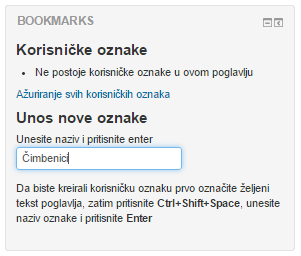 BOOKMARKS
Korisničke oznake
• Ne postoje korisničke oznake u ovom poglavlju
Ažuriranje svih korisničkih oznaka
Unos nove oznake
Unesite naziv i pritisnite enter
Čimbenici
Da biste kreirali korisničku oznaku prvo označite željeni
tekst poglavlja, zatim pritisnite Ctrl+Shift+Space, unesite
naziv oznake i pritisnite Enter